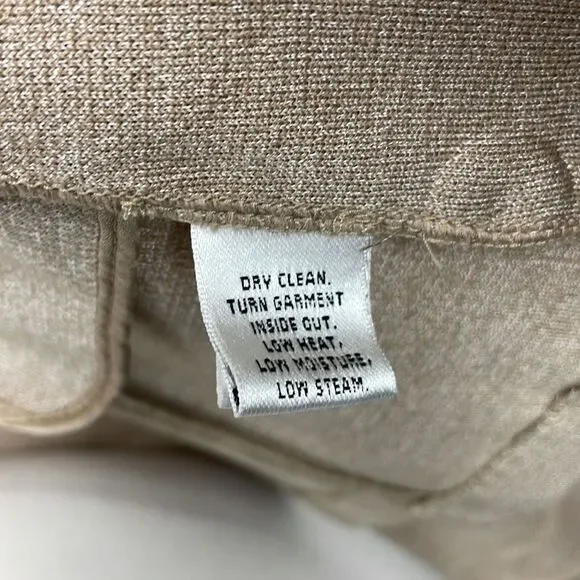 DRY CLEAN.
TURN GARMENT
INSIDE OUT.
LOW HEAT,
LOW MOISTURE,
LOW STEAM.